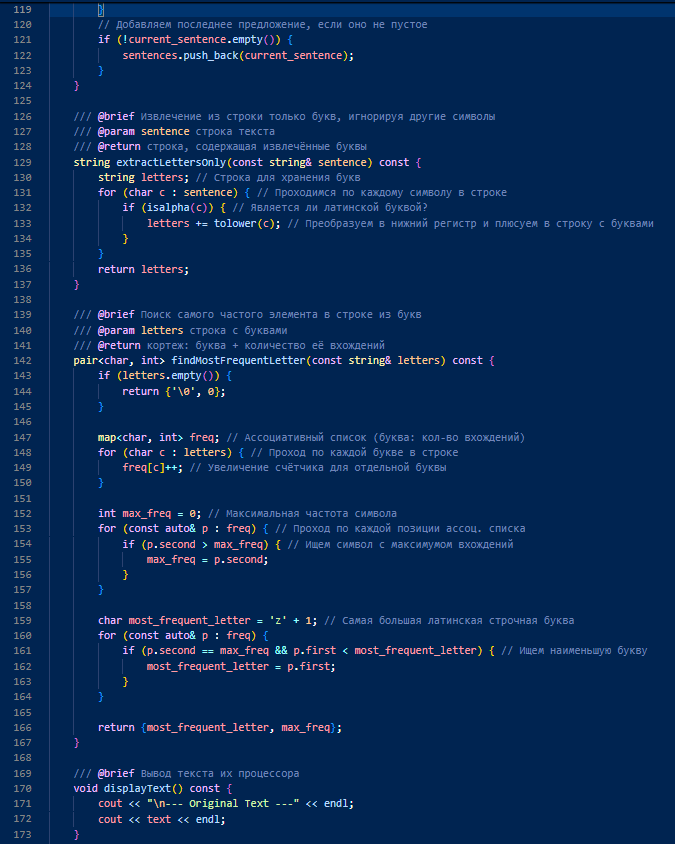 119         }
120         // Добавляем последнее предложение, если оно не пустое
121         if (!current_sentence.empty()) {
122             sentences.push_back(current_sentence);
123         }
124     }
125
126     /// @brief Извлечение из строки только букв, игнорируя другие символы
127     /// @param sentence строка текста
128     /// @return строка, содержащая извлечённые буквы
129     string extractLettersOnly(const string& sentence) const {
130         string letters; // Строка для хранения букв
131         for (char c : sentence) { // Проходимся по каждому символу в строке
132             if (isalpha(c)) { // Является ли латинской буквой?
133                 letters += tolower(c); // Преобразуем в нижний регистр и плюсуем в строку с буквами
134             }
135         }
136         return letters;
137     }
138
139     /// @brief Поиск самого частого элемента в строке из букв
140     /// @param letters строка с буквами
141     /// @return кортеж: буква + количество её вхождений
142     pair<char, int> findMostFrequentLetter(const string& letters) const {
143         if (letters.empty()) {
144             return {'\0', 0};
145         }
146
147         map<char, int> freq; // Ассоциативный список (буква: кол-во вхождений)
148         for (char c : letters) { // Проход по каждой букве в строке
149             freq[c]++; // Увеличение счётчика для отдельной буквы
150         }
151
152         int max_freq = 0; // Максимальная частота символа
153         for (const auto& p : freq) { // Проход по каждой позиции ассоц. списка
154             if (p.second > max_freq) { // Ищем символ с максимумом вхождений
155                 max_freq = p.second;
156             }
157         }
158
159         char most_frequent_letter = 'z' + 1; // Самая большая латинская строчная буква
160         for (const auto& p : freq) {
161             if (p.second == max_freq && p.first < most_frequent_letter) { // Ищем наименьшую букву
162                 most_frequent_letter = p.first;
163             }
164         }
165
166         return {most_frequent_letter, max_freq};
167     }
168
169     /// @brief Вывод текста их процессора
170     void displayText() const {
171         cout << "\n--- Original Text ---" << endl;
172         cout << text << endl;
173     }